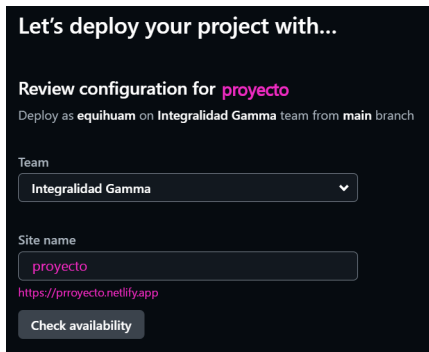 Let's deploy your project with...
Review configuration for proyecto
Deploy as equihuam on Integralidad Gamma team from main branch
Team
Integralidad Gamma
Site name
proyecto
https://prroyecto.netlify.app
Check availability